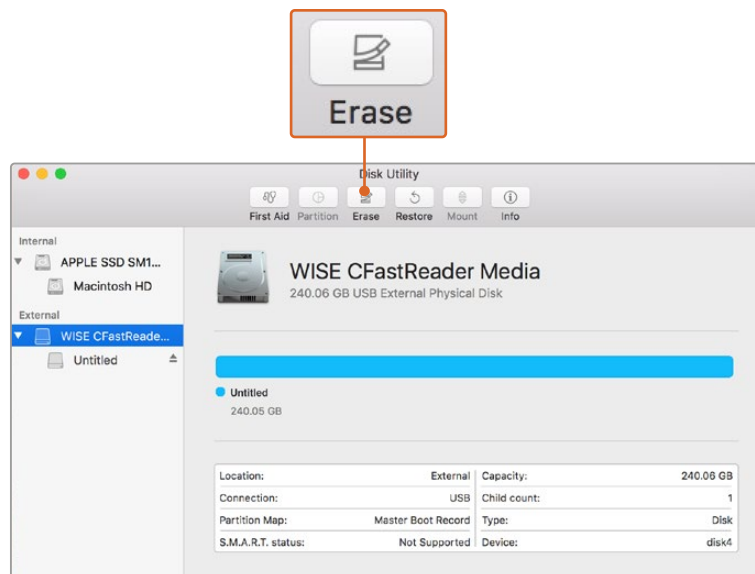 Erase
Disk Utility
First Aid Partition Erase Restore Mount Info
Internal
APPLE SSD SM1...
Macintosh HD
External
WISE CFastReade...
Untitled
WISE CFastReader Media
240.06 GB USB External Physical Disk
Untitled
240.05 GB
Location: External Capacity: 240.06 GB
Connection: USB Child count: 1
Partition Map: Master Boot Record Type: Disk
S.M.A.R.T. status: Not Supported Device: disk4